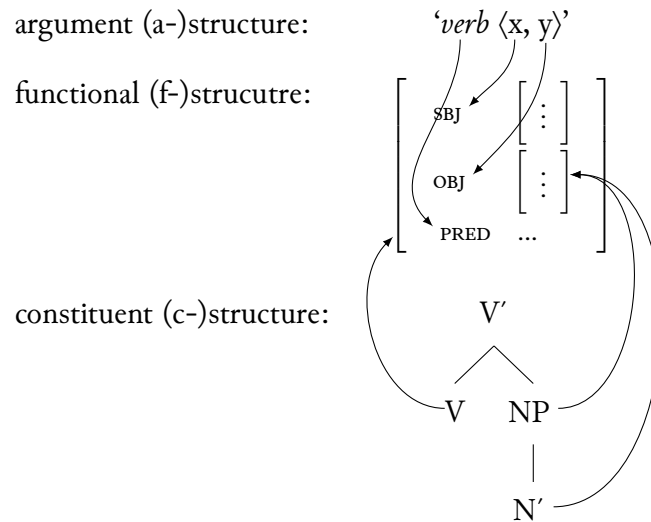 argument (a-)structure: ‘verb ⟨x, y⟩’
functional (f-)strucutre:
SBJ ⋮
OBJ ⋮
PRED ...
constituent (c-)structure: V′
V NP
N′